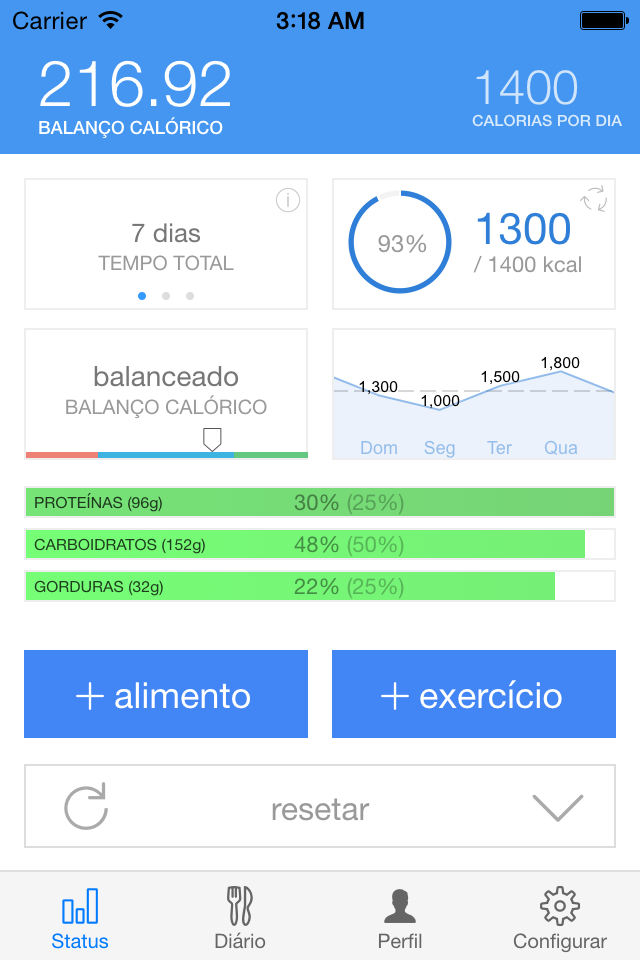 Carrier 3:18 AM
216.92
BALANÇO CALÓRICO
1400
CALORIAS POR DIA
7 dias
TEMPO TOTAL
i
93%
1300
/ 1400 kcal
balanceado
BALANÇO CALÓRICO
1,300
1,000
1,500
1,800
Dom Seg Ter Qua
PROTEÍNAS (96g) 30% (25%)
CARBOIDRATOS (152g) 48% (50%)
GORDURAS (32g) 22% (25%)
+ alimento
+ exercício
resetar
Status Diário Perfil Configurar